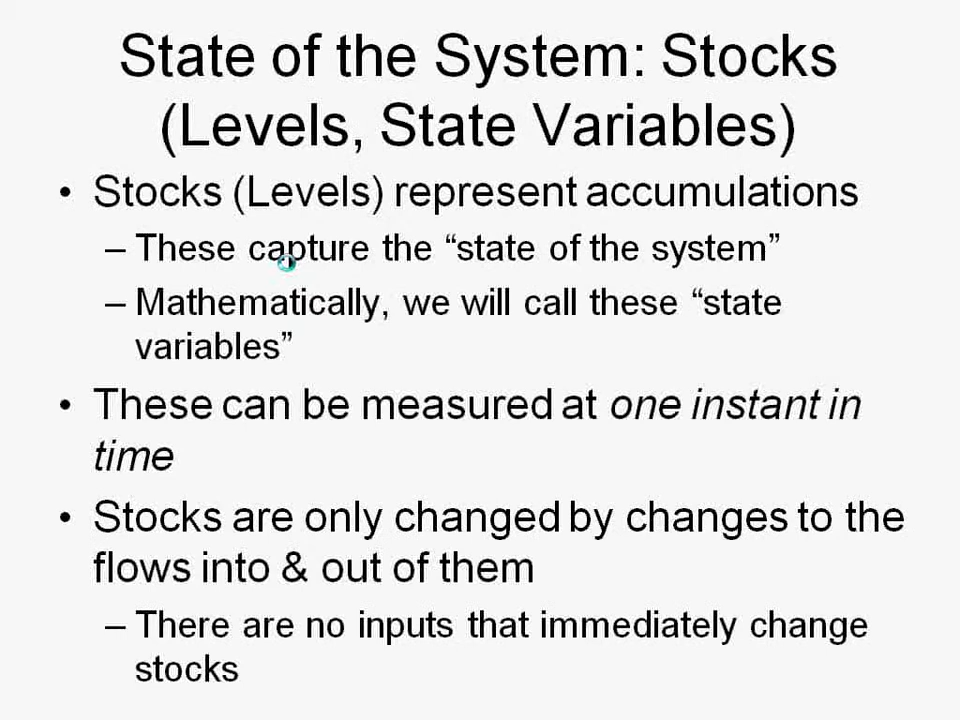 State of the System: Stocks
(Levels, State Variables)
• Stocks (Levels) represent accumulations
– These capture the “state of the system”
– Mathematically, we will call these “state
variables”
• These can be measured at one instant in
time
• Stocks are only changed by changes to the
flows into & out of them
– There are no inputs that immediately change
stocks